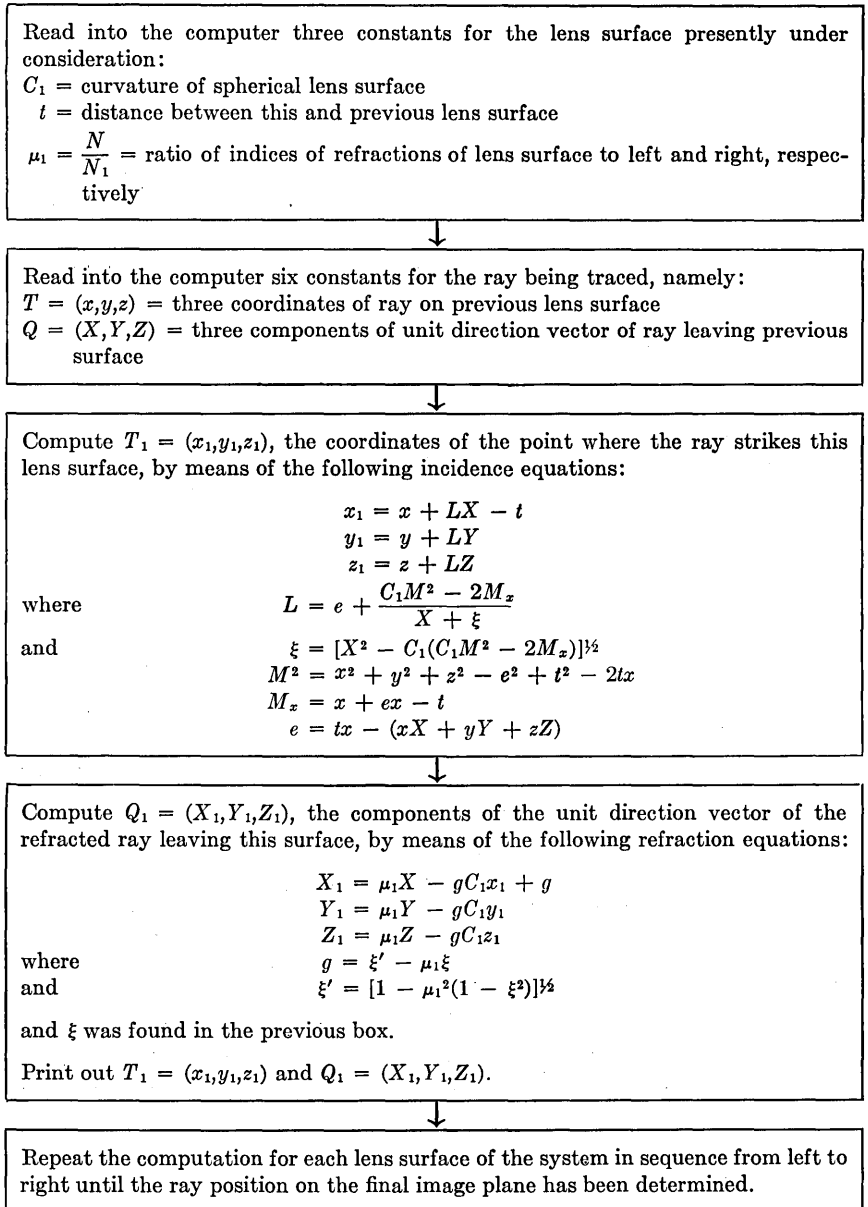 Read into the computer three constants for the lens surface presently under
consideration:
C₁ = curvature of spherical lens surface
t = distance between this and previous lens surface
μ₁ = N/N₁ = ratio of indices of refractions of lens surface to left and right, respec-
tively
↓
Read into the computer six constants for the ray being traced, namely:
T = (x,y,z) = three coordinates of ray on previous lens surface
Q = (X,Y,Z) = three components of unit direction vector of ray leaving previous
surface
↓
Compute T₁ = (x₁,y₁,z₁), the coordinates of the point where the ray strikes this
lens surface, by means of the following incidence equations:
x₁ = x + LX − t
y₁ = y + LY
z₁ = z + LZ
where L = e + (C₁M² − 2Mₓ)/(X + ξ)
and ξ = [X² − C₁(C₁M² − 2Mₓ)]^½
M² = x² + y² + z² − e² + t² − 2tx
Mₓ = x + ex − t
e = tx − (xX + yY + zZ)
↓
Compute Q₁ = (X₁,Y₁,Z₁), the components of the unit direction vector of the
refracted ray leaving this surface, by means of the following refraction equations:
X₁ = μ₁X − gC₁x₁ + g
Y₁ = μ₁Y − gC₁y₁
Z₁ = μ₁Z − gC₁z₁
where g = ξ′ − μ₁ξ
and ξ′ = [1 − μ₁²(1 − ξ²)]^½
and ξ was found in the previous box.
Print out T₁ = (x₁,y₁,z₁) and Q₁ = (X₁,Y₁,Z₁).
↓
Repeat the computation for each lens surface of the system in sequence from left to
right until the ray position on the final image plane has been determined.